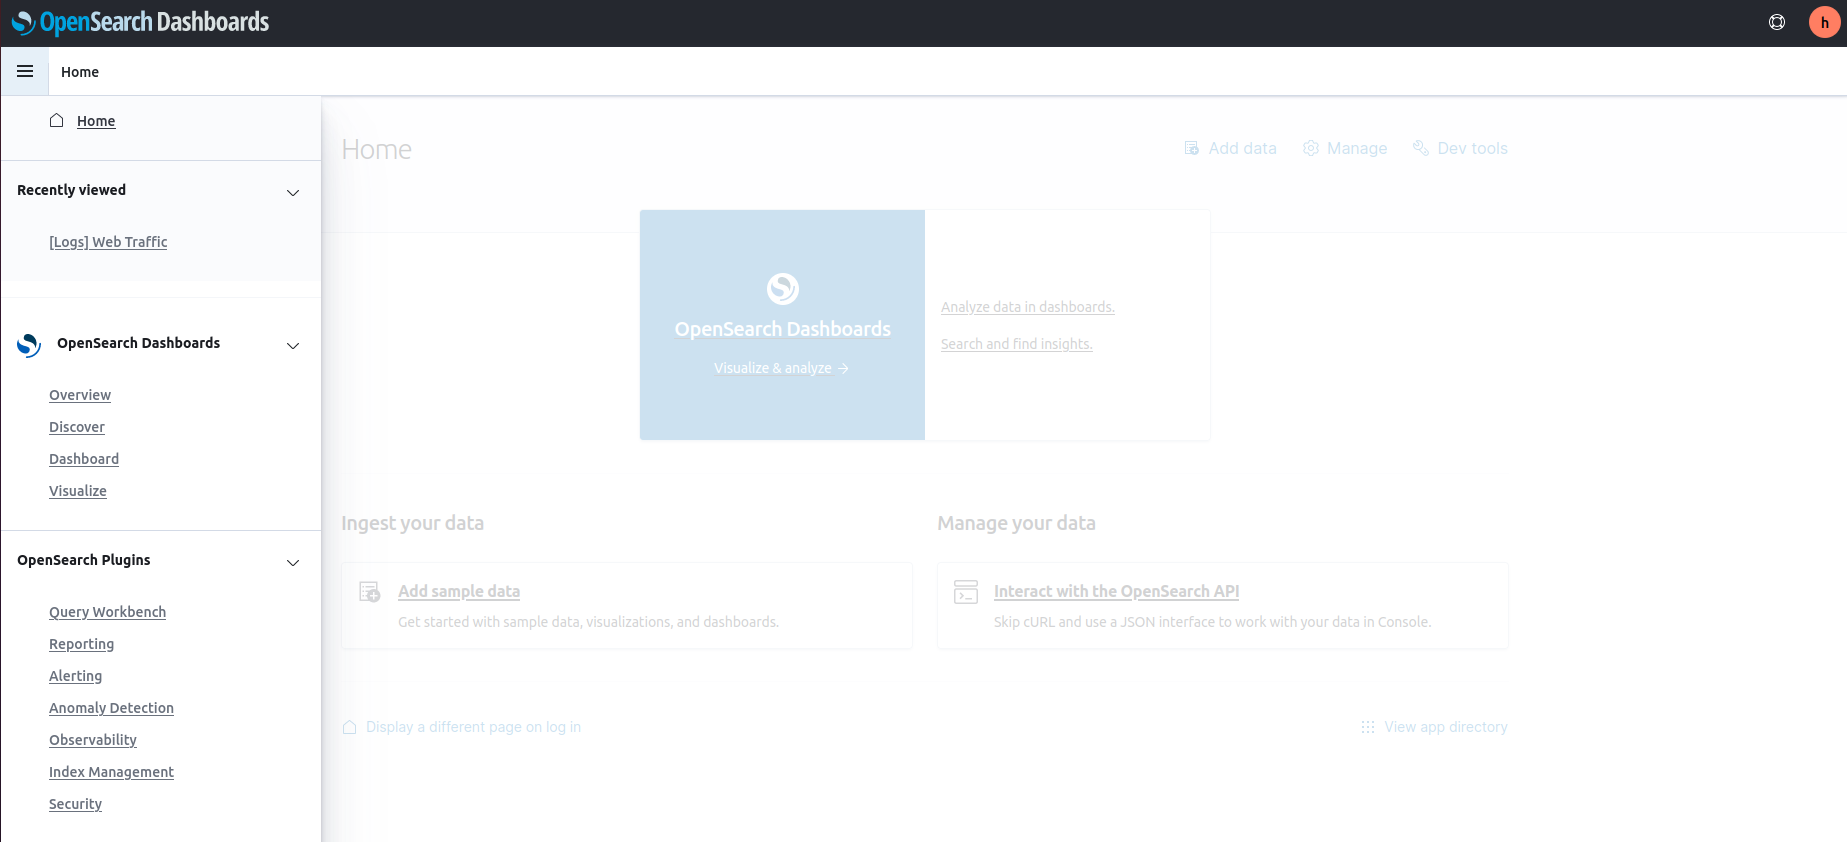 OpenSearch Dashboards
h
Home
Home
Recently viewed
[Logs] Web Traffic
OpenSearch Dashboards
Overview
Discover
Dashboard
Visualize
OpenSearch Plugins
Query Workbench
Reporting
Alerting
Anomaly Detection
Observability
Index Management
Security
Home
Add data
Manage
Dev tools
OpenSearch Dashboards
Visualize & analyze →
Analyze data in dashboards.
Search and find insights.
Ingest your data
Add sample data
Get started with sample data, visualizations, and dashboards.
Manage your data
Interact with the OpenSearch API
Skip cURL and use a JSON interface to work with your data in Console.
Display a different page on log in
View app directory